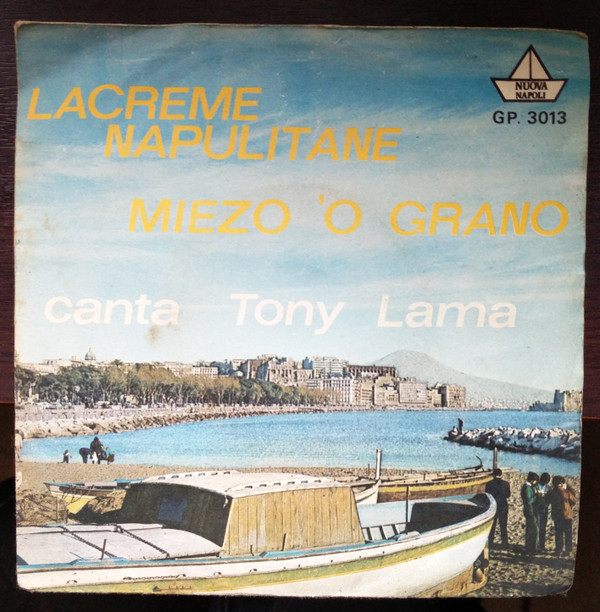 NUOVA
NAPOLI
GP. 3013
LACREME
NAPULITANE
MIEZO 'O GRANO
canta Tony Lama